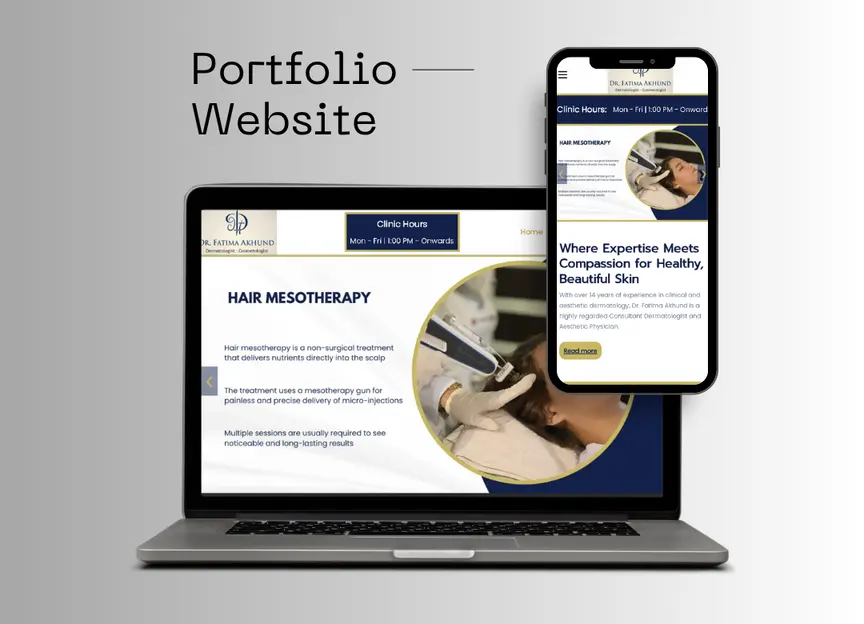 Portfolio
Website
DR. FATIMA AKHUND
Dermatologist - Cosmetologist
Clinic Hours
Mon - Fri | 1:00 PM - Onwards
Home
HAIR MESOTHERAPY
Hair mesotherapy is a non-surgical treatment
that delivers nutrients directly into the scalp
The treatment uses a mesotherapy gun for
painless and precise delivery of micro-injections
Multiple sessions are usually required to see
noticeable and long-lasting results
DR. FATIMA AKHUND
Dermatologist - Cosmetologist
Clinic Hours: Mon - Fri | 1:00 PM - Onward
HAIR MESOTHERAPY
Where Expertise Meets
Compassion for Healthy,
Beautiful Skin
With over 14 years of experience in clinical and
aesthetic dermatology, Dr. Fatima Akhund is a
highly regarded Consultant Dermatologist and
Aesthetic Physician.
Read more